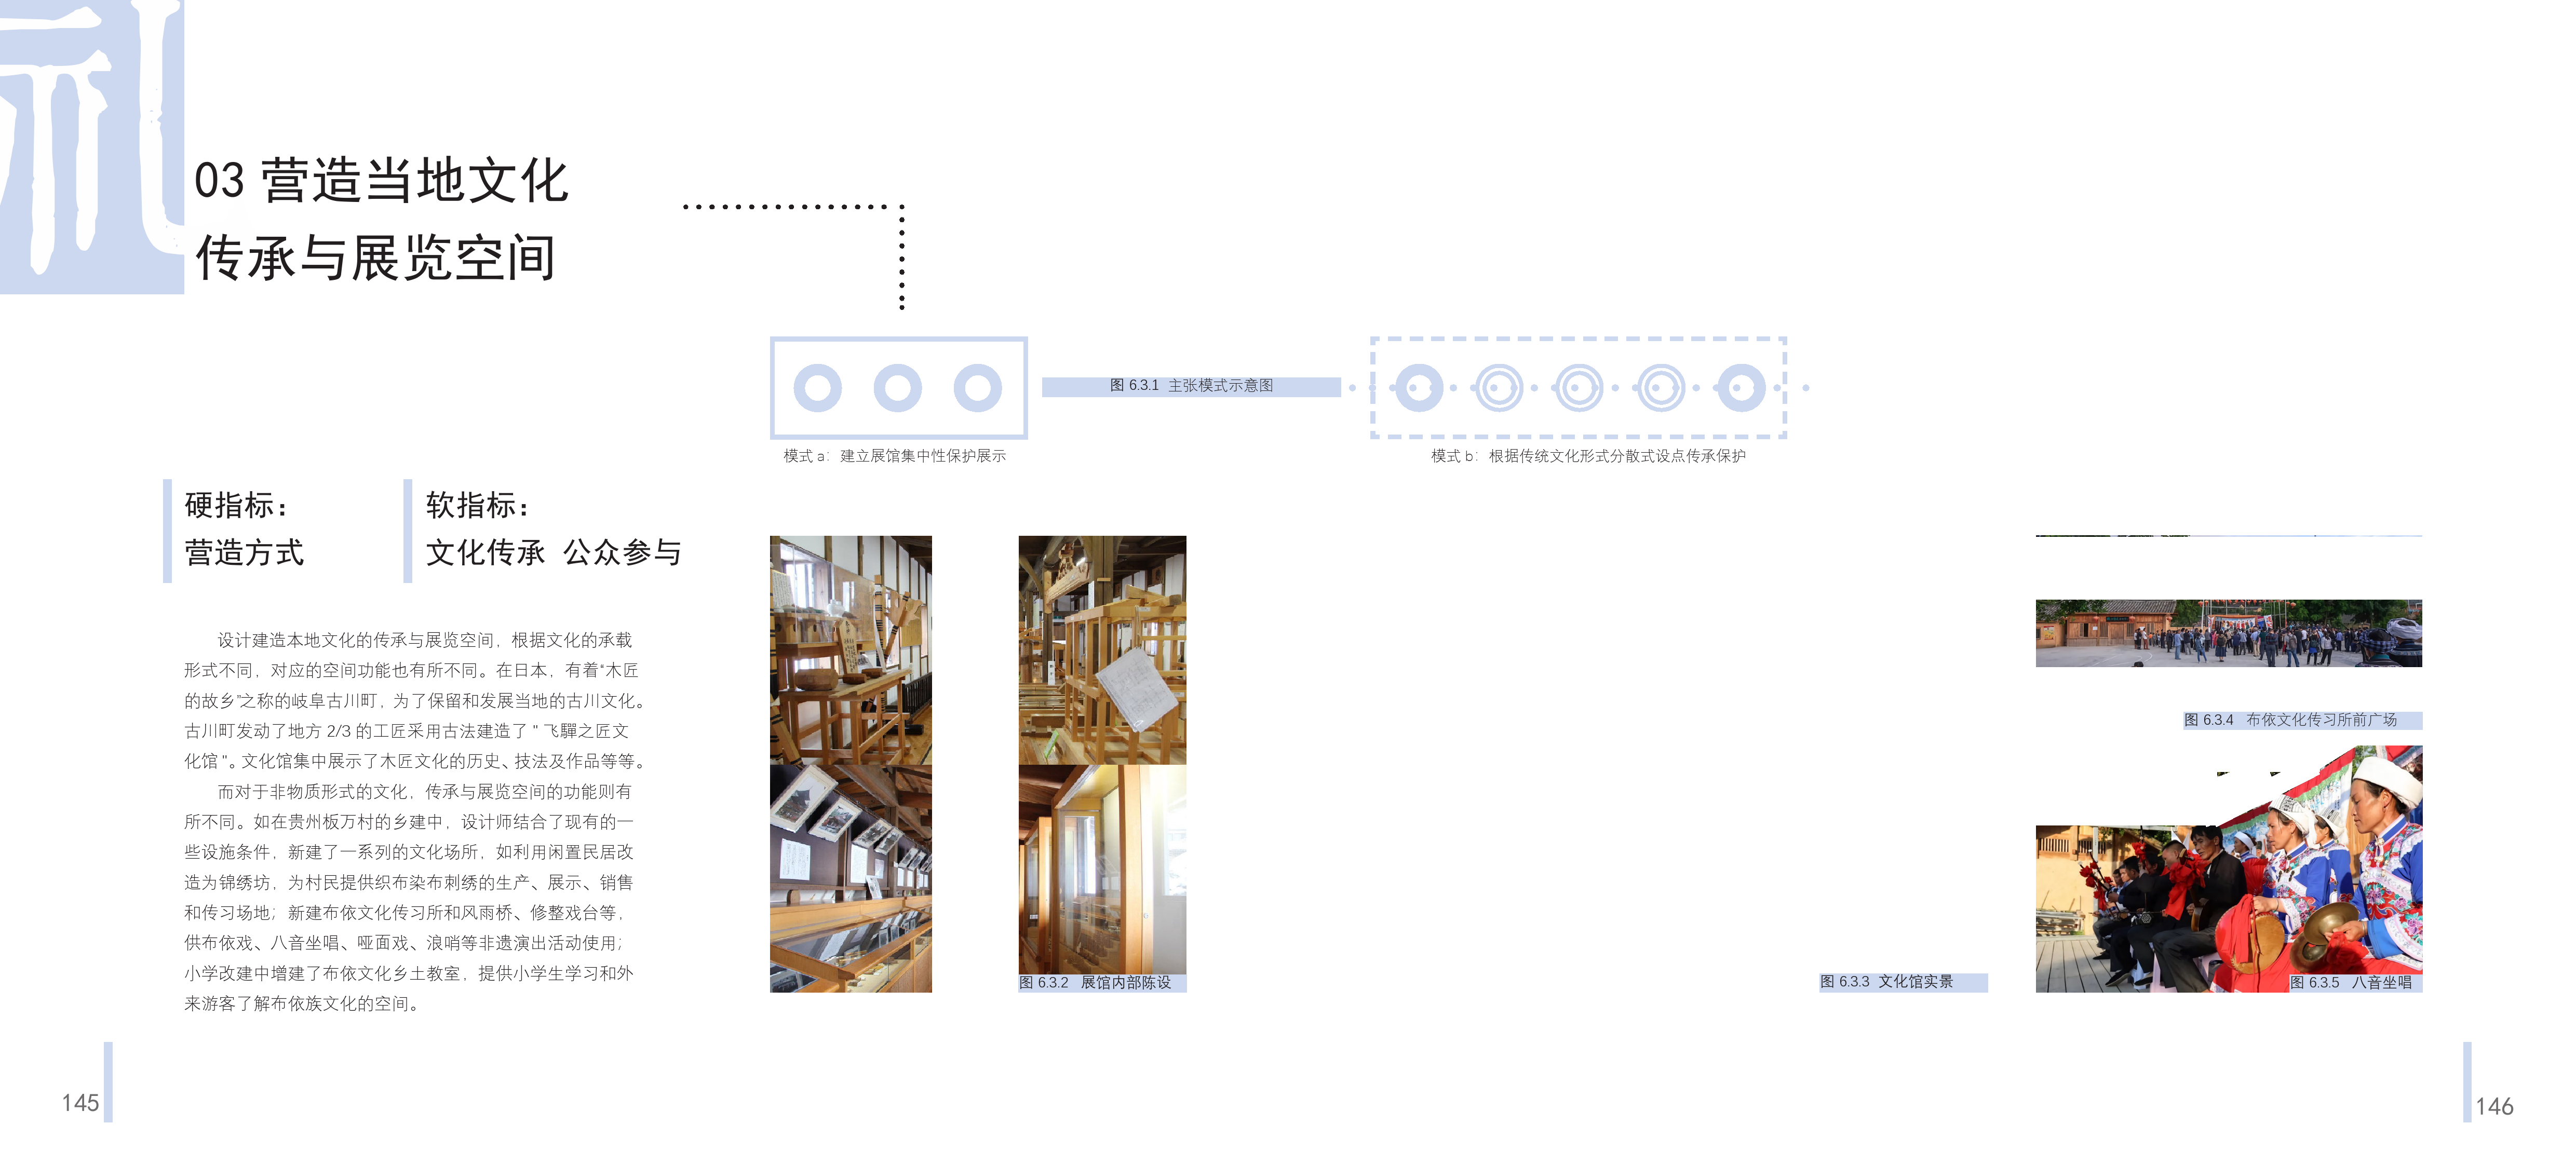 03 营造当地文化
传承与展览空间
图 6.3.1 主张模式示意图
模式 a：建立展馆集中性保护展示
模式 b：根据传统文化形式分散式设点传承保护
硬指标：
营造方式
软指标：
文化传承 公众参与
设计建造本地文化的传承与展览空间，根据文化的承载
形式不同，对应的空间功能也有所不同。在日本，有着“木匠
的故乡”之称的岐阜古川町，为了保留和发展当地的古川文化。
古川町发动了地方 2/3 的工匠采用古法建造了 " 飞驒之匠文
化馆 "。文化馆集中展示了木匠文化的历史、技法及作品等等。
而对于非物质形式的文化，传承与展览空间的功能则有
所不同。如在贵州板万村的乡建中，设计师结合了现有的一
些设施条件，新建了一系列的文化场所，如利用闲置民居改
造为锦绣坊，为村民提供织布染布刺绣的生产、展示、销售
和传习场地；新建布依文化传习所和风雨桥、修整戏台等，
供布依戏、八音坐唱、哑面戏、浪哨等非遗演出活动使用；
小学改建中增建了布依文化乡土教室，提供小学生学习和外
来游客了解布依族文化的空间。
图 6.3.2 展馆内部陈设
图 6.3.3 文化馆实景
图 6.3.4 布依文化传习所前广场
图 6.3.5 八音坐唱
145
146